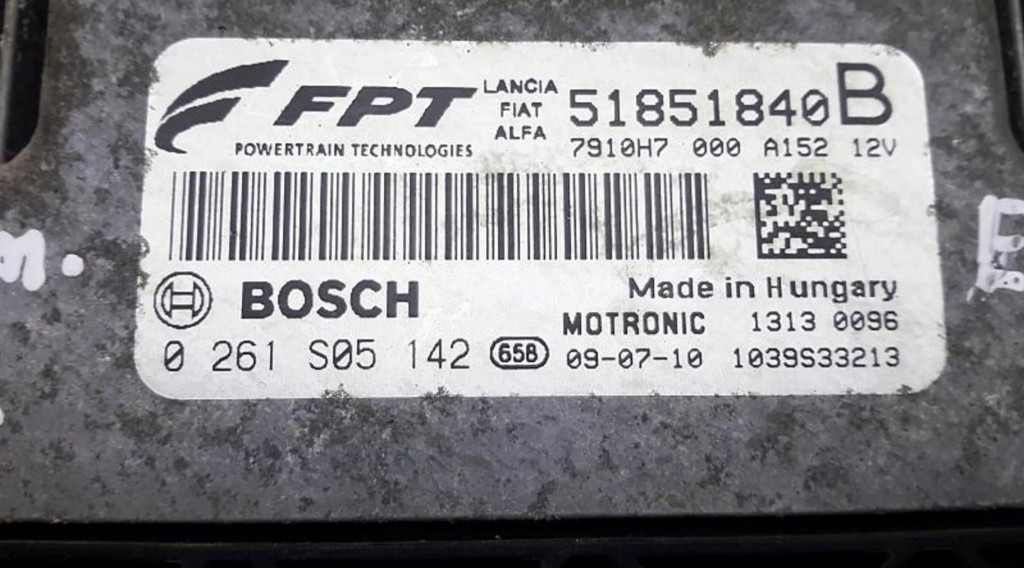 FPT
POWERTRAIN TECHNOLOGIES
LANCIA
FIAT
ALFA
51851840 B
7910H7 000 A152 12V
BOSCH
Made in Hungary
MOTRONIC 1313 0096
0 261 S05 142 658 09-07-10 1039S33213